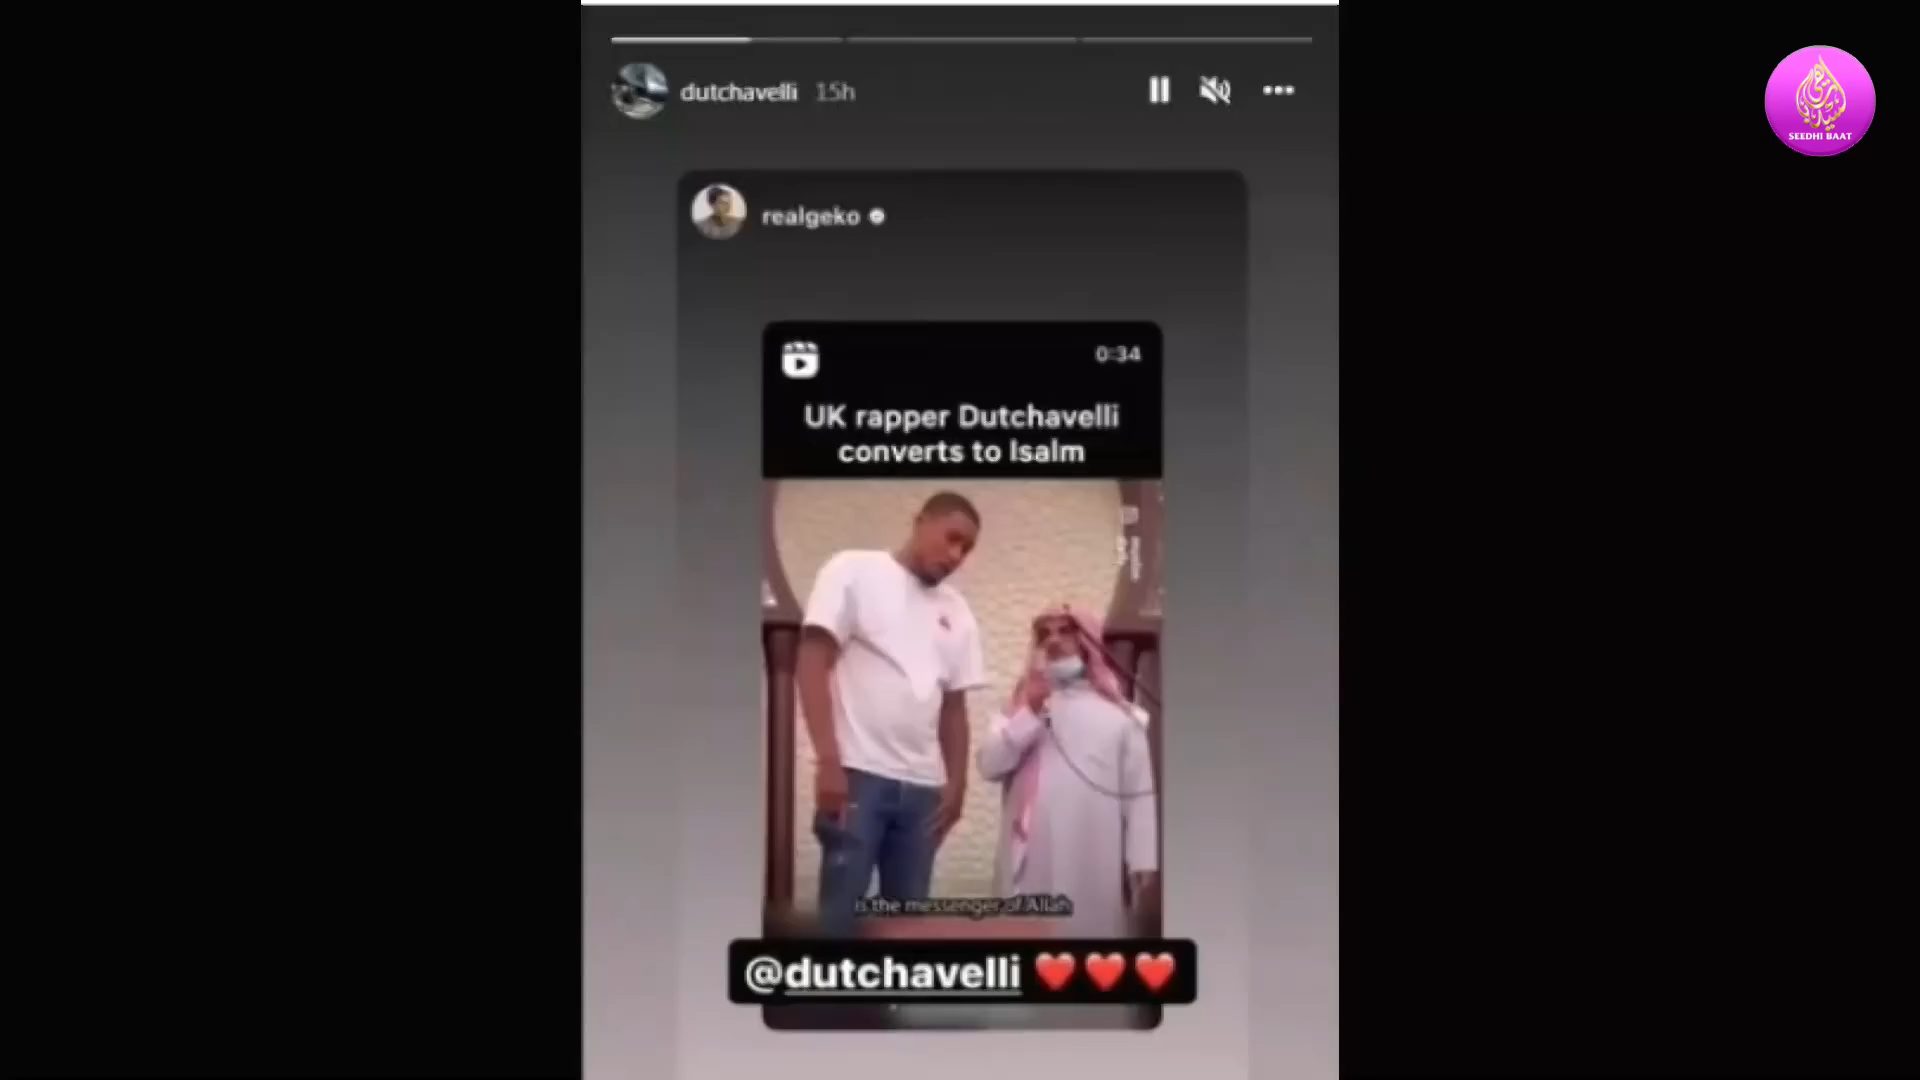 dutchavelli 15h
SEEDHI BAAT
realgeko
0:34
UK rapper Dutchavelli
converts to Isalm
is the messenger of Allah
@dutchavelli ❤️❤️❤️